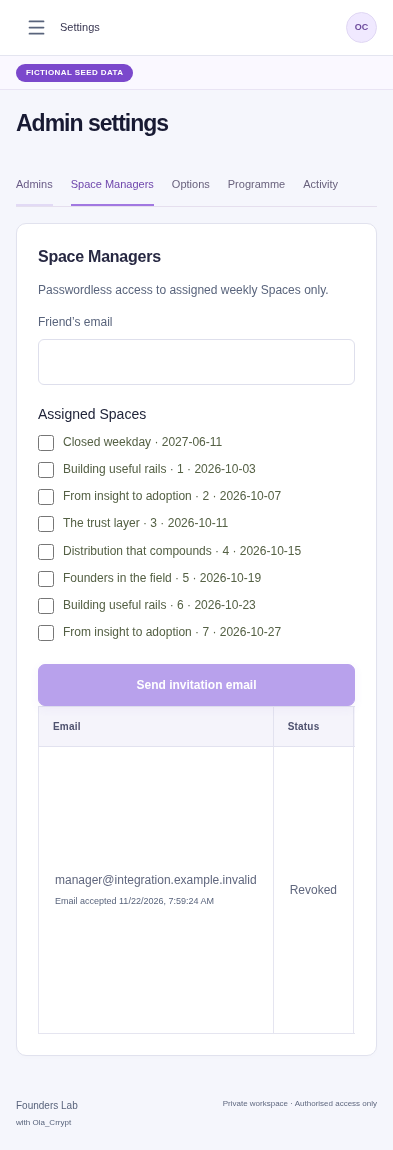 Settings
OC
FICTIONAL SEED DATA
Admin settings
Admins
Space Managers
Options
Programme
Activity
Space Managers
Passwordless access to assigned weekly Spaces only.
Friend's email
Assigned Spaces
Closed weekday · 2027-06-11
Building useful rails · 1 · 2026-10-03
From insight to adoption · 2 · 2026-10-07
The trust layer · 3 · 2026-10-11
Distribution that compounds · 4 · 2026-10-15
Founders in the field · 5 · 2026-10-19
Building useful rails · 6 · 2026-10-23
From insight to adoption · 7 · 2026-10-27
Send invitation email
Email
Status
manager@integration.example.invalid
Email accepted 11/22/2026, 7:59:24 AM
Revoked
Founders Lab
Private workspace · Authorised access only
with Ola_Crrypt